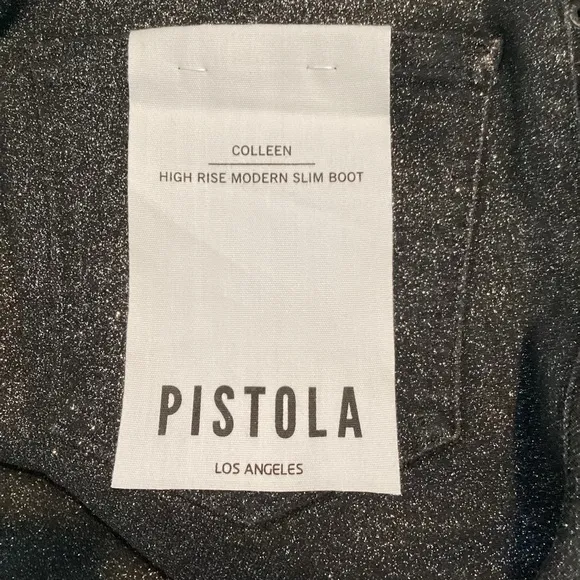 COLLEEN
HIGH RISE MODERN SLIM BOOT
PISTOLA
LOS ANGELES